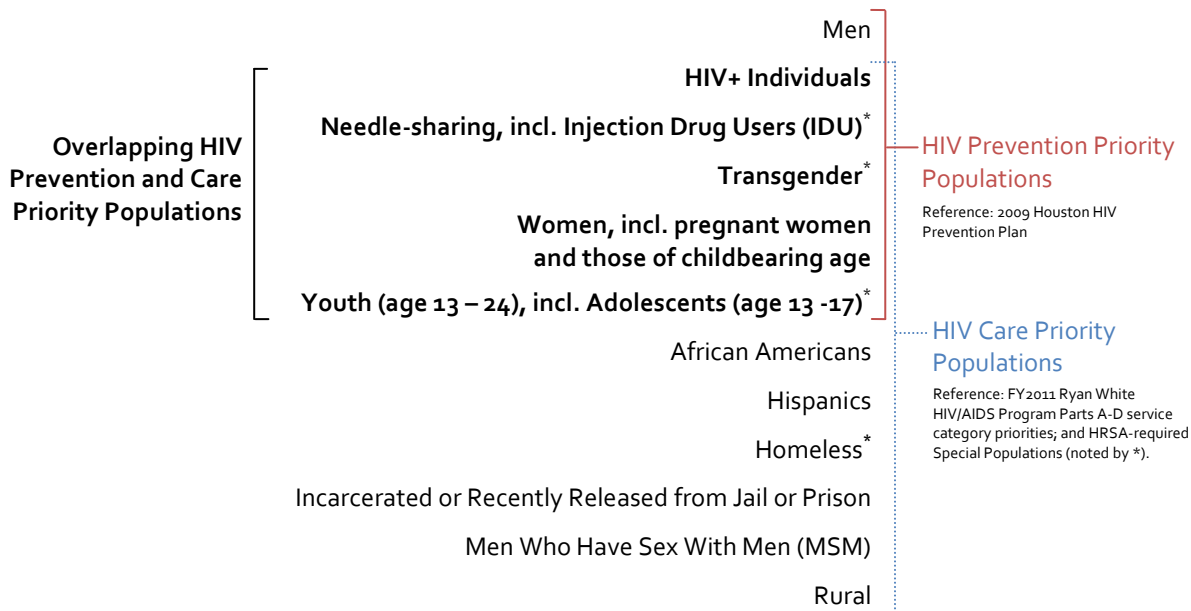 Men
HIV+ Individuals
Needle-sharing, incl. Injection Drug Users (IDU)*
Transgender*
Women, incl. pregnant women
and those of childbearing age
Youth (age 13 – 24), incl. Adolescents (age 13 -17)*
African Americans
Hispanics
Homeless*
Incarcerated or Recently Released from Jail or Prison
Men Who Have Sex With Men (MSM)
Rural
Overlapping HIV
Prevention and Care
Priority Populations
HIV Prevention Priority
Populations
Reference: 2009 Houston HIV
Prevention Plan
HIV Care Priority
Populations
Reference: FY2011 Ryan White
HIV/AIDS Program Parts A-D service
category priorities; and HRSA-required
Special Populations (noted by *).